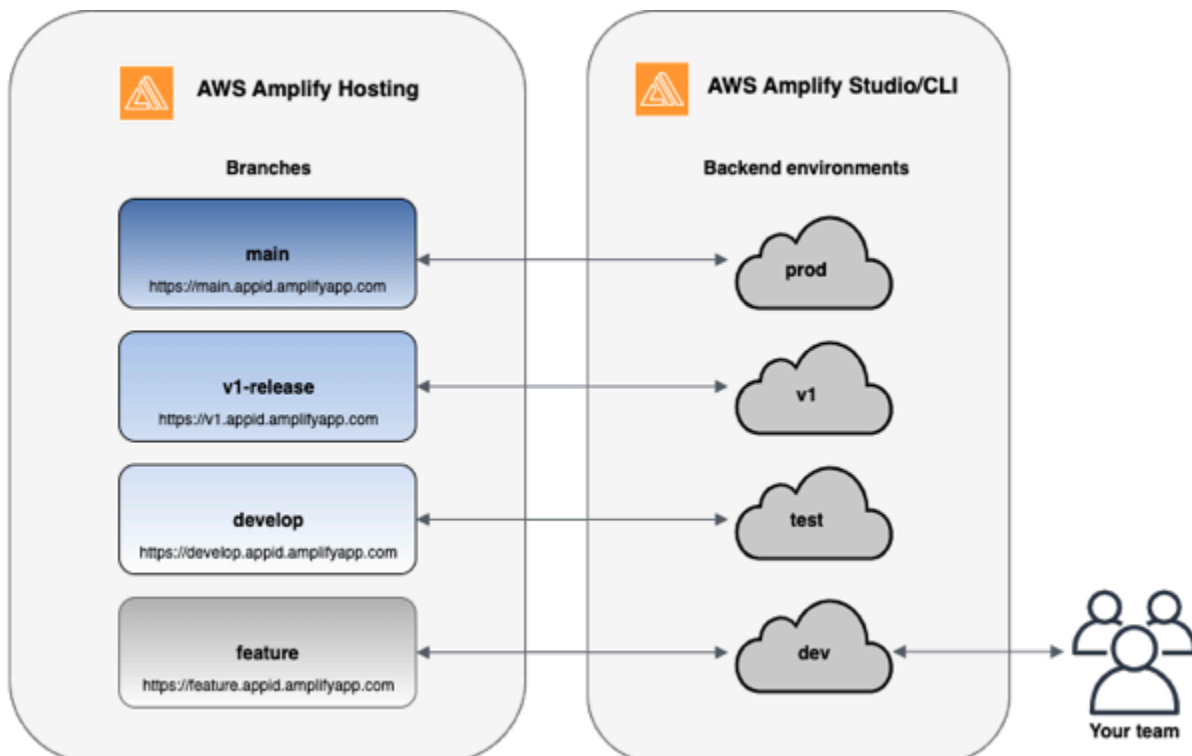 AWS Amplify Hosting
Branches
main
https://main.appid.amplifyapp.com
v1-release
https://v1.appid.amplifyapp.com
develop
https://develop.appid.amplifyapp.com
feature
https://feature.appid.amplifyapp.com
AWS Amplify Studio/CLI
Backend environments
prod
v1
test
dev
Your team